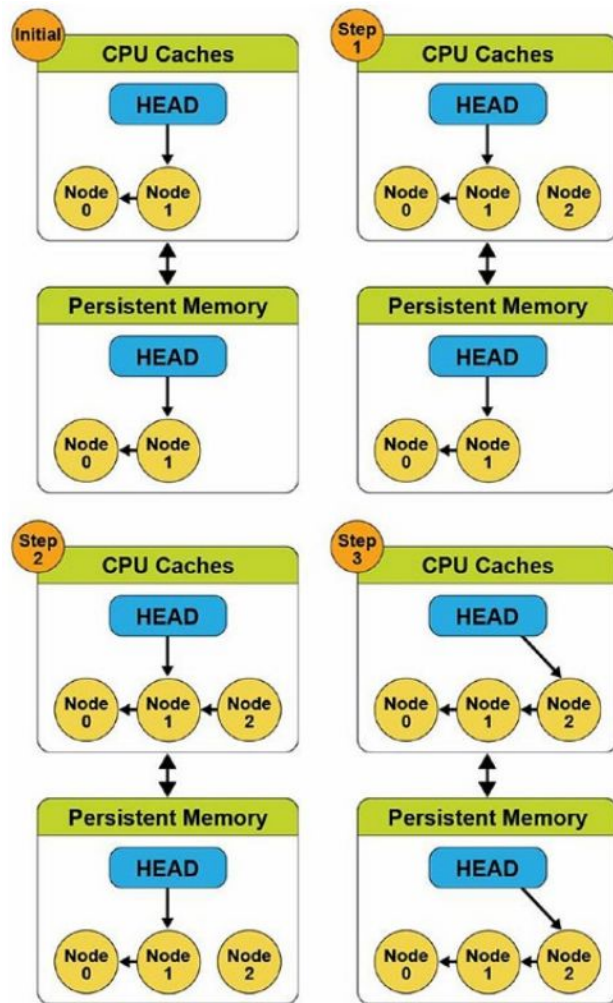 Initial
CPU Caches
HEAD
Node
0
Node
1
Persistent Memory
HEAD
Node
0
Node
1
Step
1
CPU Caches
HEAD
Node
0
Node
1
Node
2
Persistent Memory
HEAD
Node
0
Node
1
Step
2
CPU Caches
HEAD
Node
0
Node
1
Node
2
Persistent Memory
HEAD
Node
0
Node
1
Node
2
Step
3
CPU Caches
HEAD
Node
0
Node
1
Node
2
Persistent Memory
HEAD
Node
0
Node
1
Node
2